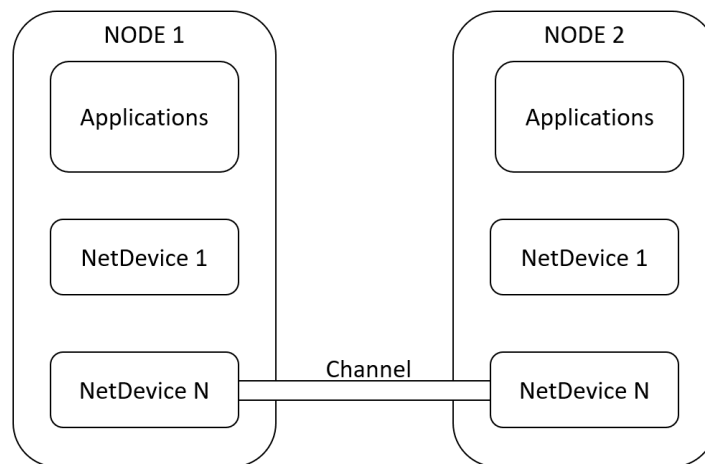 NODE 1
Applications
NetDevice 1
NetDevice N
Channel
NODE 2
Applications
NetDevice 1
NetDevice N